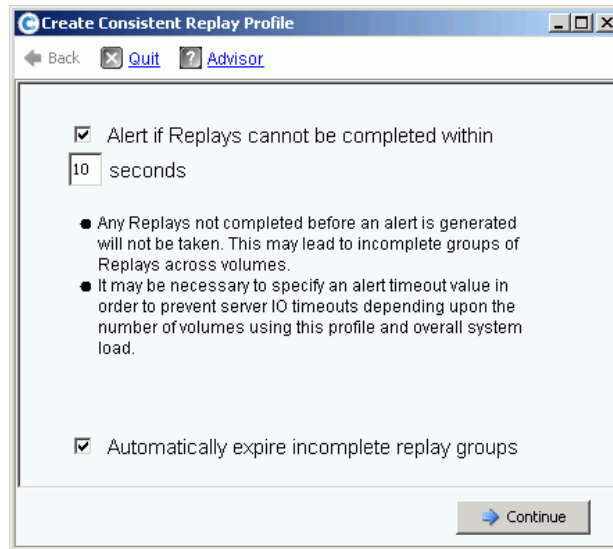 Create Consistent Replay Profile
Back Quit ? Advisor
Alert if Replays cannot be completed within
10 seconds
Any Replays not completed before an alert is generated
will not be taken. This may lead to incomplete groups of
Replays across volumes.
It may be necessary to specify an alert timeout value in
order to prevent server IO timeouts depending upon the
number of volumes using this profile and overall system
load.
Automatically expire incomplete replay groups
Continue